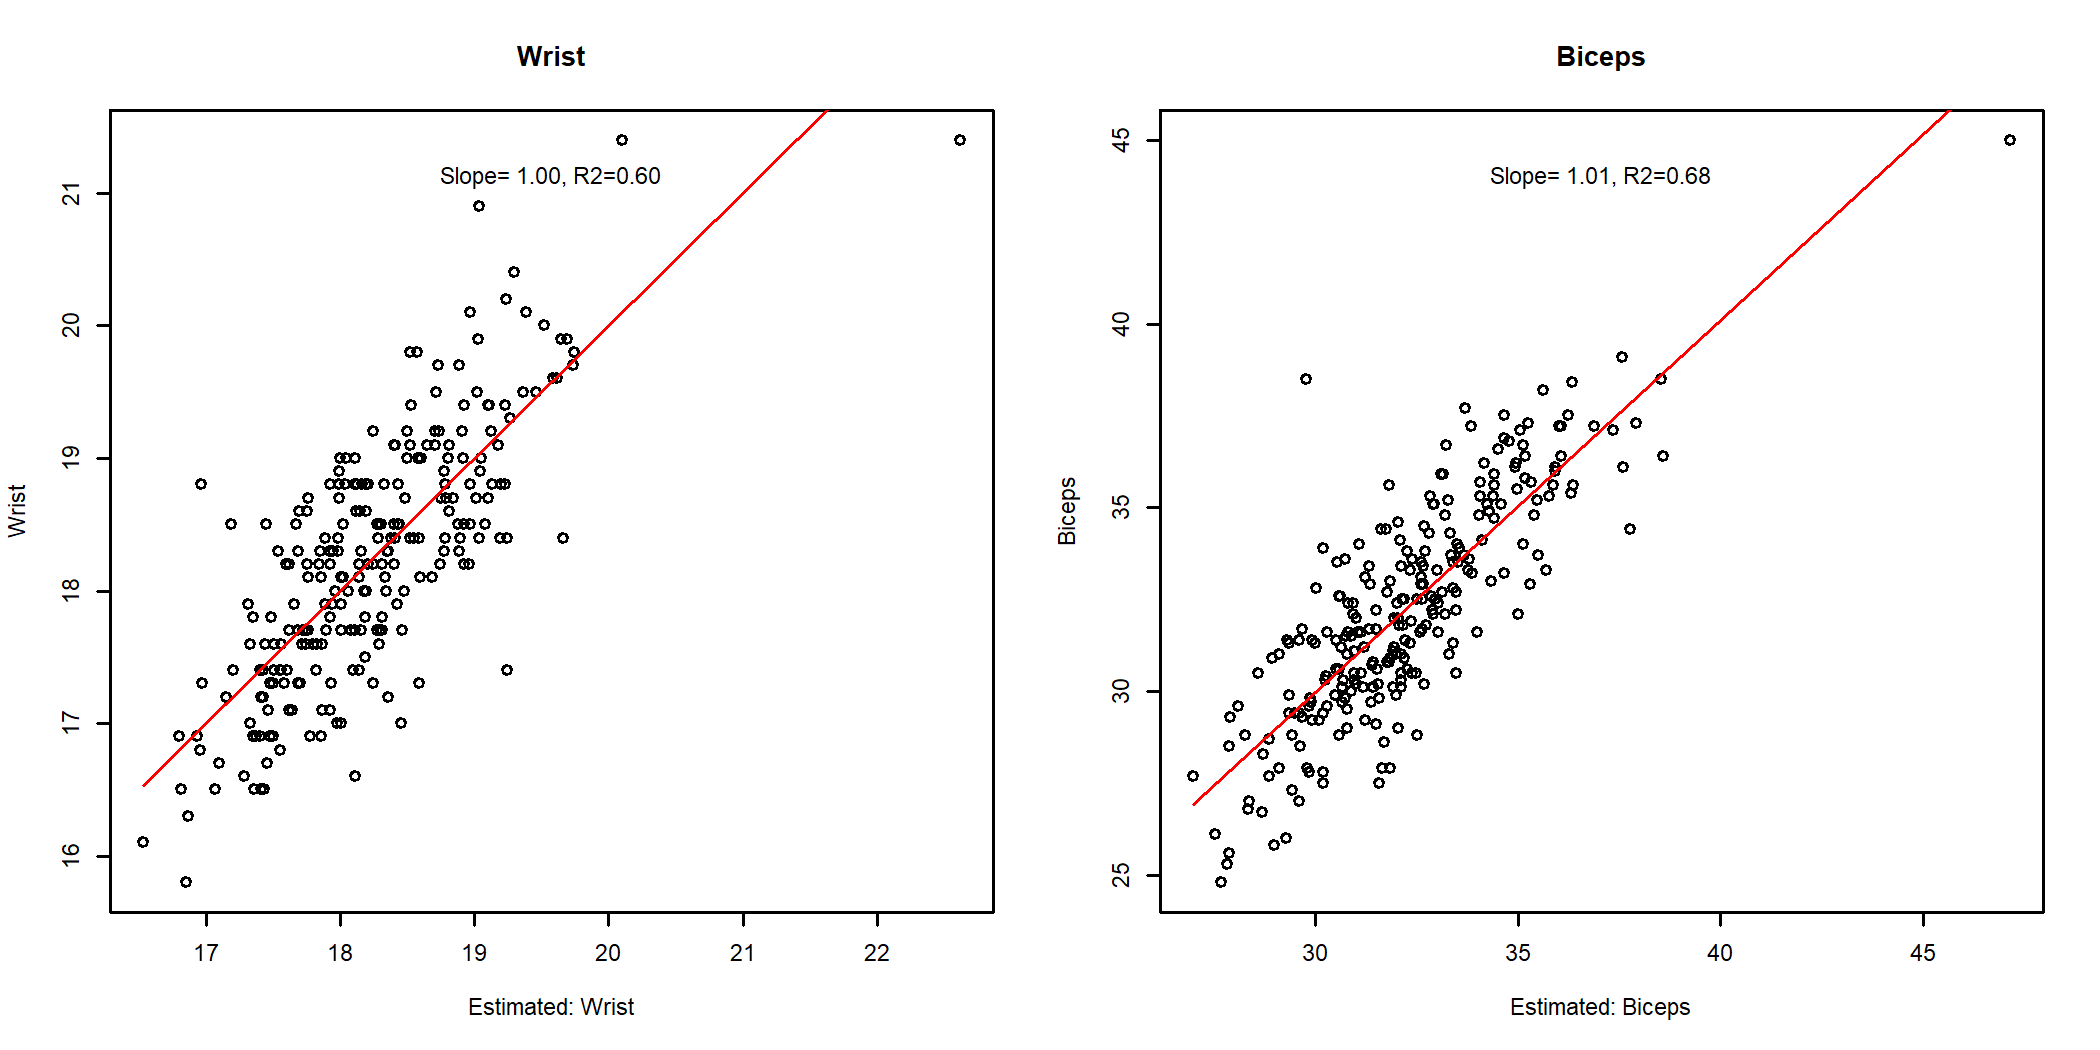 Wrist
Slope= 1.00, R2=0.60
Wrist
21
20
19
18
17
16
17 18 19 20 21 22
Estimated: Wrist
Biceps
Slope= 1.01, R2=0.68
Biceps
45
40
35
30
25
30 35 40 45
Estimated: Biceps